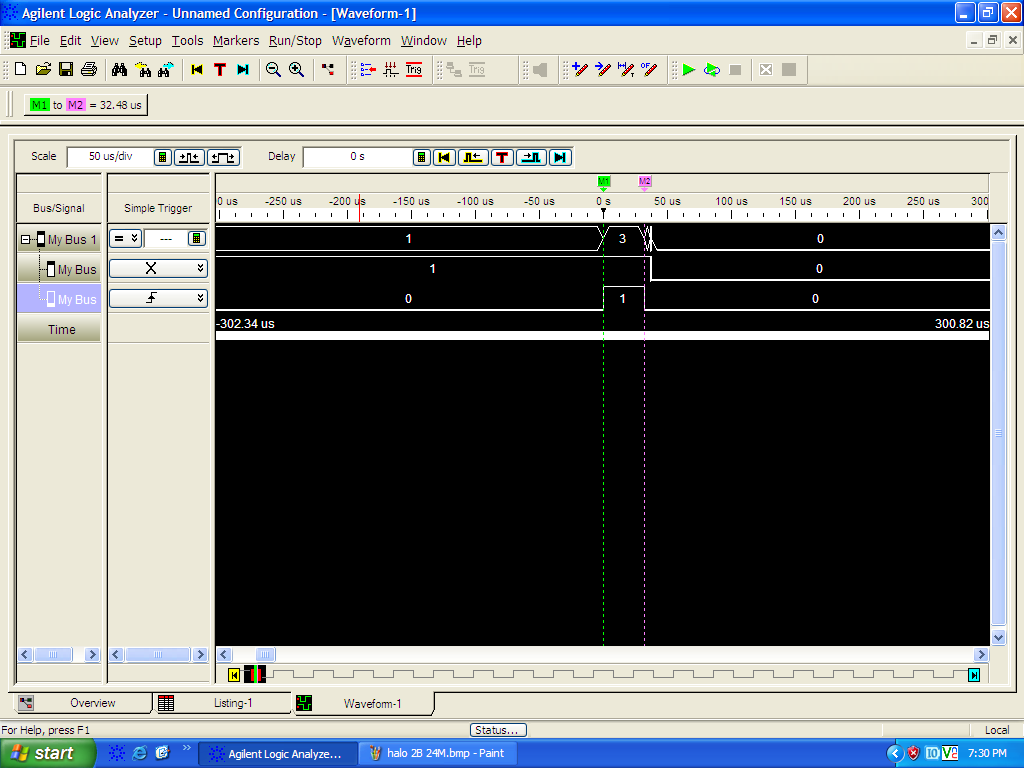 Agilent Logic Analyzer - Unnamed Configuration - [Waveform-1]
File Edit View Setup Tools Markers Run/Stop Waveform Window Help
T Trig Trig
M1 to M2 = 32.48 us
Scale 50 us/div Delay 0 s T
M1 M2
Bus/Signal Simple Trigger 0 us -250 us -200 us -150 us -100 us -50 us 0 s 50 us 100 us 150 us 200 us 250 us 300
My Bus 1 = --- 1 3 0
My Bus X 1 0
My Bus 0 1 0
Time -302.34 us 300.82 us
Overview Listing-1 Waveform-1
For Help, press F1 Status... Local
start Agilent Logic Analyze... halo 2B 24M.bmp - Paint 7:30 PM